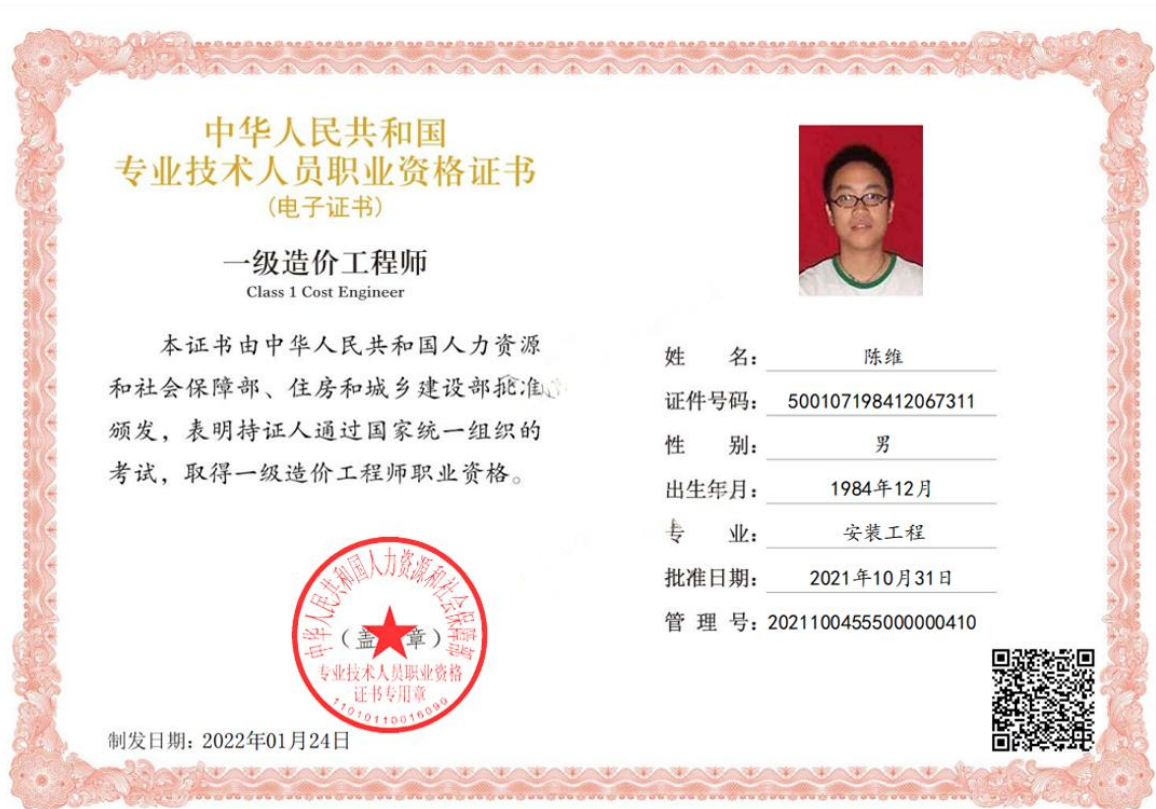 中华人民共和国
专业技术人员职业资格证书
(电子证书)
一级造价工程师
Class 1 Cost Engineer
本证书由中华人民共和国人力资源
和社会保障部、住房和城乡建设部批准
颁发，表明持证人通过国家统一组织的
考试，取得一级造价工程师职业资格。
中华人民共和国人力资源和社会保障部
（盖 章）
专业技术人员职业资格
证书专用章
11010110016090
制发日期：2022年01月24日
姓 名： 陈维
证件号码： 500107198412067311
性 别： 男
出生年月： 1984年12月
专 业： 安装工程
批准日期： 2021年10月31日
管 理 号： 20211004555000000410